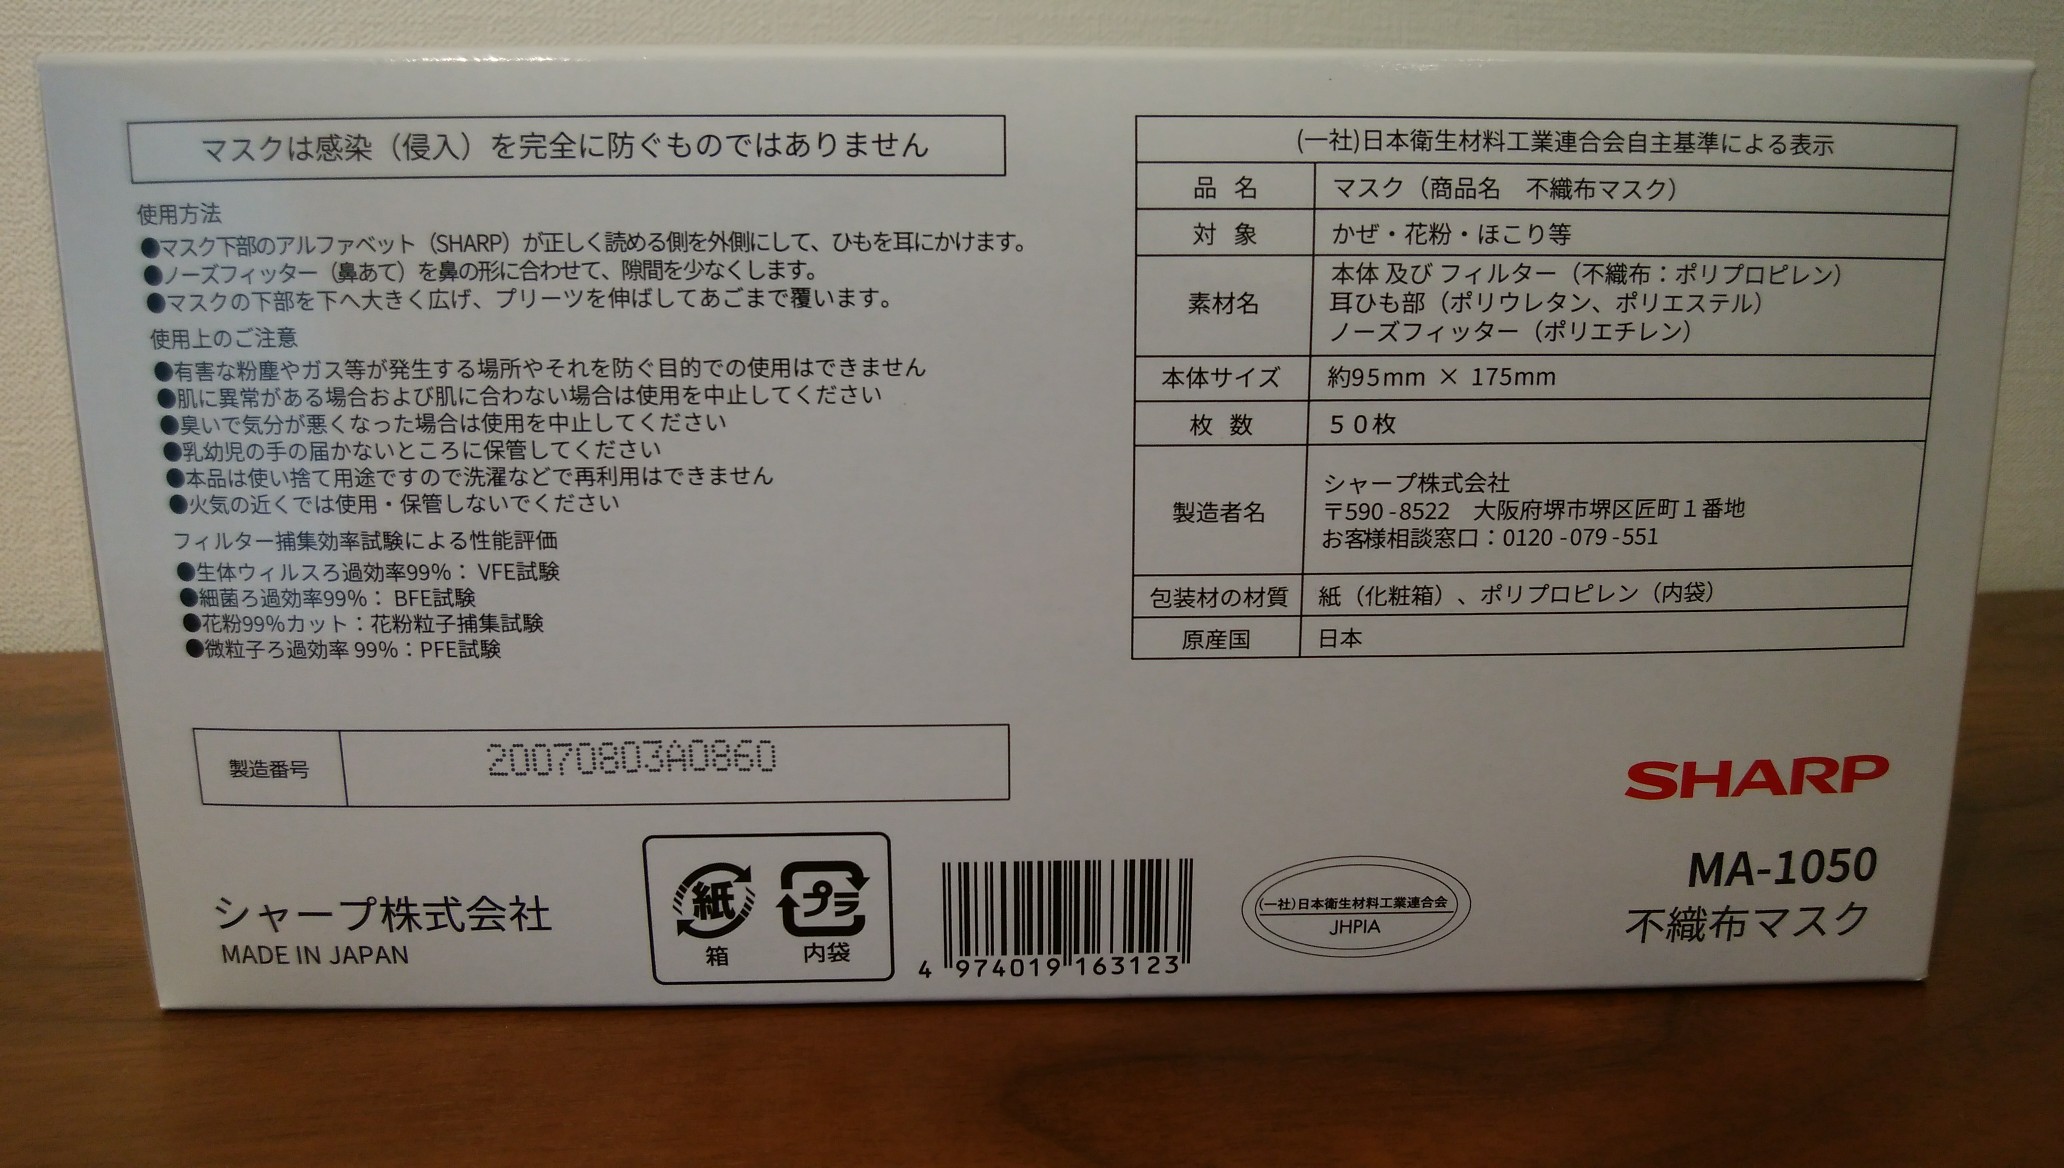 マスクは感染（侵入）を完全に防ぐものではありません
使用方法
●マスク下部のアルファベット（SHARP）が正しく読める側を外側にして、ひもを耳にかけます。
●ノーズフィッター（鼻あて）を鼻の形に合わせて、隙間を少なくします。
●マスクの下部を下へ大きく広げ、プリーツを伸ばしてあごまで覆います。
使用上のご注意
●有害な粉塵やガス等が発生する場所やそれを防ぐ目的での使用はできません
●肌に異常がある場合および肌に合わない場合は使用を中止してください
●臭いで気分が悪くなった場合は使用を中止してください
●乳幼児の手の届かないところに保管してください
●本品は使い捨て用途ですので洗濯などで再利用はできません
●火気の近くでは使用・保管しないでください
フィルター捕集効率試験による性能評価
●生体ウィルスろ過効率99%： VFE試験
●細菌ろ過効率99%： BFE試験
●花粉99%カット：花粉粒子捕集試験
●微粒子ろ過効率 99%：PFE試験
製造番号 20070803A0860
シャープ株式会社
MADE IN JAPAN
紙 箱
プラ 内袋
4 974019 163123
(一社)日本衛生材料工業連合会自主基準による表示
品 名 マスク（商品名 不織布マスク）
対 象 かぜ・花粉・ほこり等
素材名 本体 及び フィルター（不織布：ポリプロピレン）
耳ひも部（ポリウレタン、ポリエステル）
ノーズフィッター（ポリエチレン）
本体サイズ 約95mm × 175mm
枚 数 ５０枚
製造者名 シャープ株式会社
〒590-8522 大阪府堺市堺区匠町１番地
お客様相談窓口：0120-079-551
包装材の材質 紙（化粧箱）、ポリプロピレン（内袋）
原産国 日本
(一社)日本衛生材料工業連合会
JHPIA
SHARP
MA-1050
不織布マスク